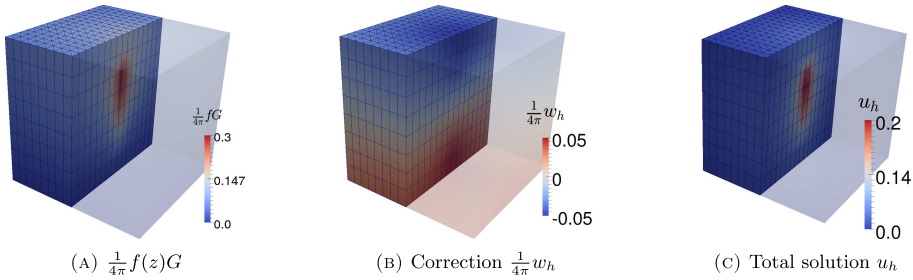 1/4π fG
0.3
0.147
0.0
1/4π w_h
0.05
0
-0.05
u_h
0.2
0.14
0.0
(A) 1/4π f(z)G
(B) Correction 1/4π w_h
(C) Total solution u_h